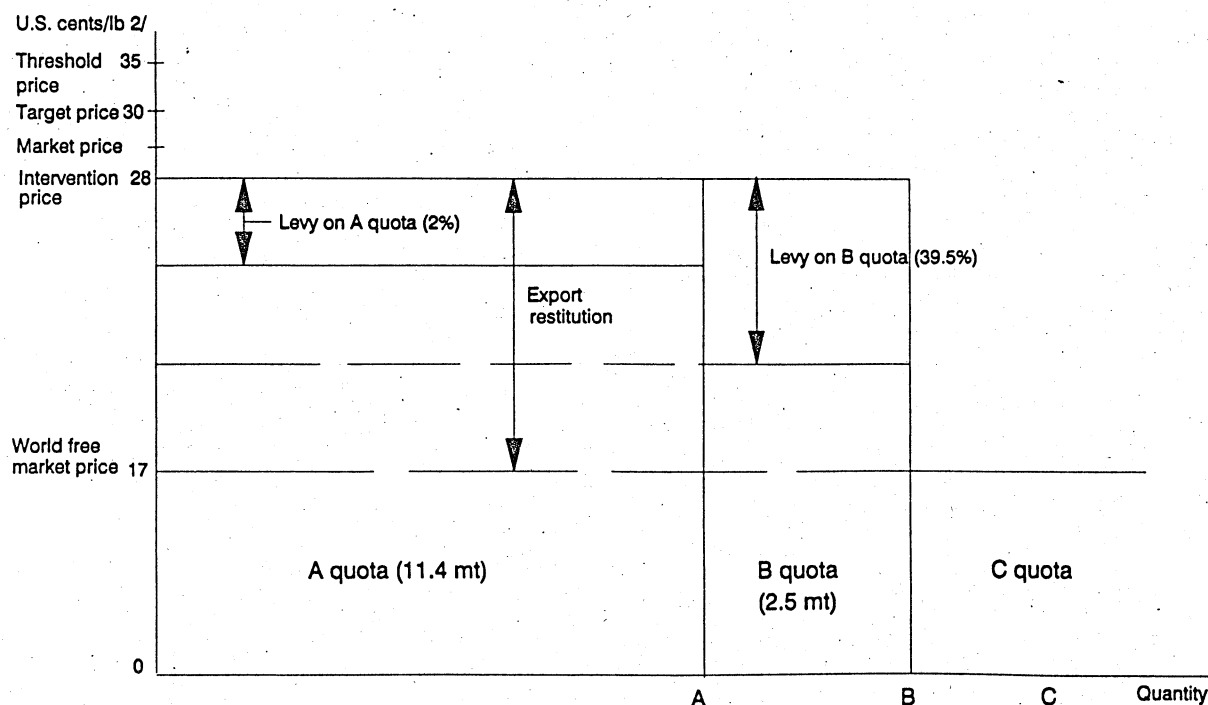 U.S. cents/lb 2/
Threshold 35
price
Target price 30
Market price
Intervention 28
price
Levy on A quota (2%)
Levy on B quota (39.5%)
Export
restitution
World free
market price 17
A quota (11.4 mt)
B quota
(2.5 mt)
C quota
0
A
B
C
Quantity